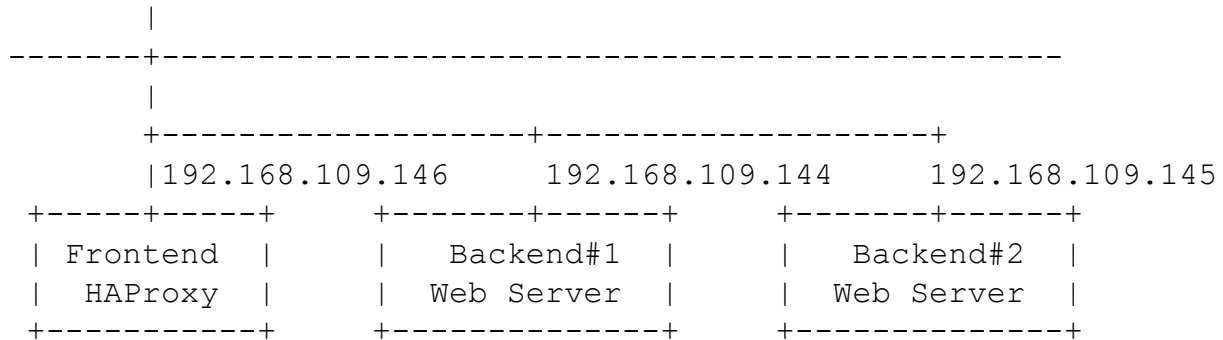 |
-------+-----------------------------------------------
       |
       +-------------------+--------------------+
       |192.168.109.146     192.168.109.144     192.168.109.145
 +-----+-----+     +-------+------+     +-------+------+
 | Frontend  |     |   Backend#1  |     |   Backend#2  |
 |  HAProxy  |     |  Web Server  |     |  Web Server  |
 +-----------+     +--------------+     +--------------+